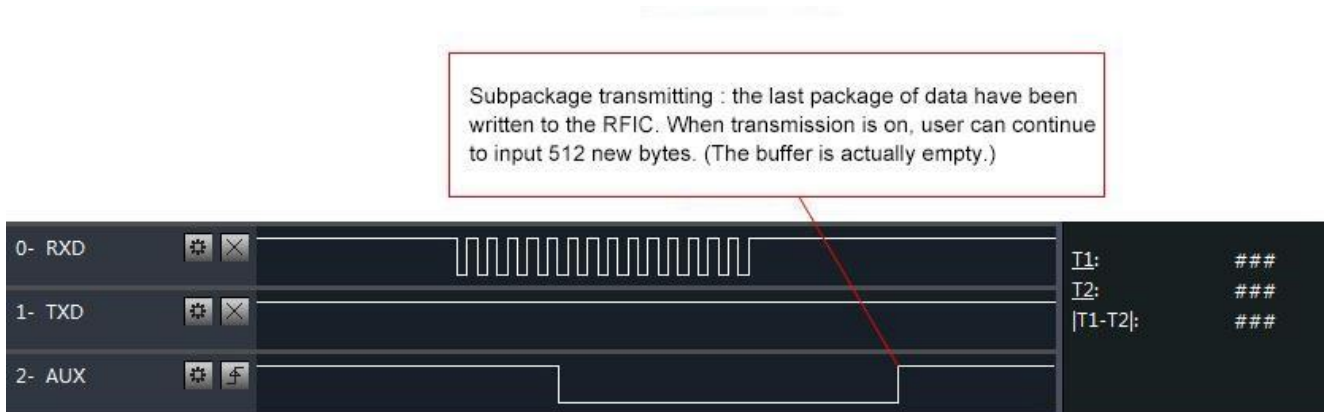 Subpackage transmitting : the last package of data have been
written to the RFIC. When transmission is on, user can continue
to input 512 new bytes. (The buffer is actually empty.)
0- RXD
T1: ###
1- TXD
T2: ###
|T1-T2|: ###
2- AUX